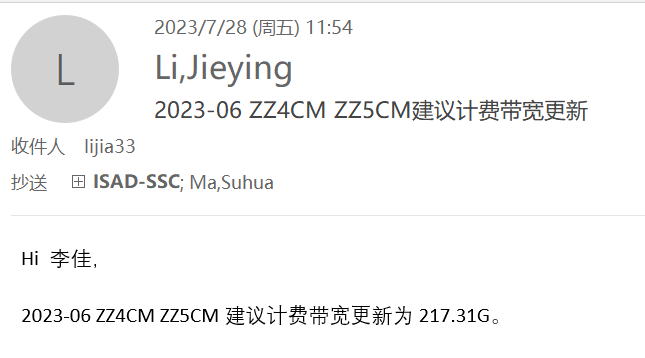 2023/7/28 (周五) 11:54
L
Li,Jieying
2023-06 ZZ4CM ZZ5CM建议计费带宽更新
收件人 lijia33
抄送 ISAD-SSC; Ma,Suhua
Hi 李佳，
2023-06 ZZ4CM ZZ5CM 建议计费带宽更新为 217.31G。